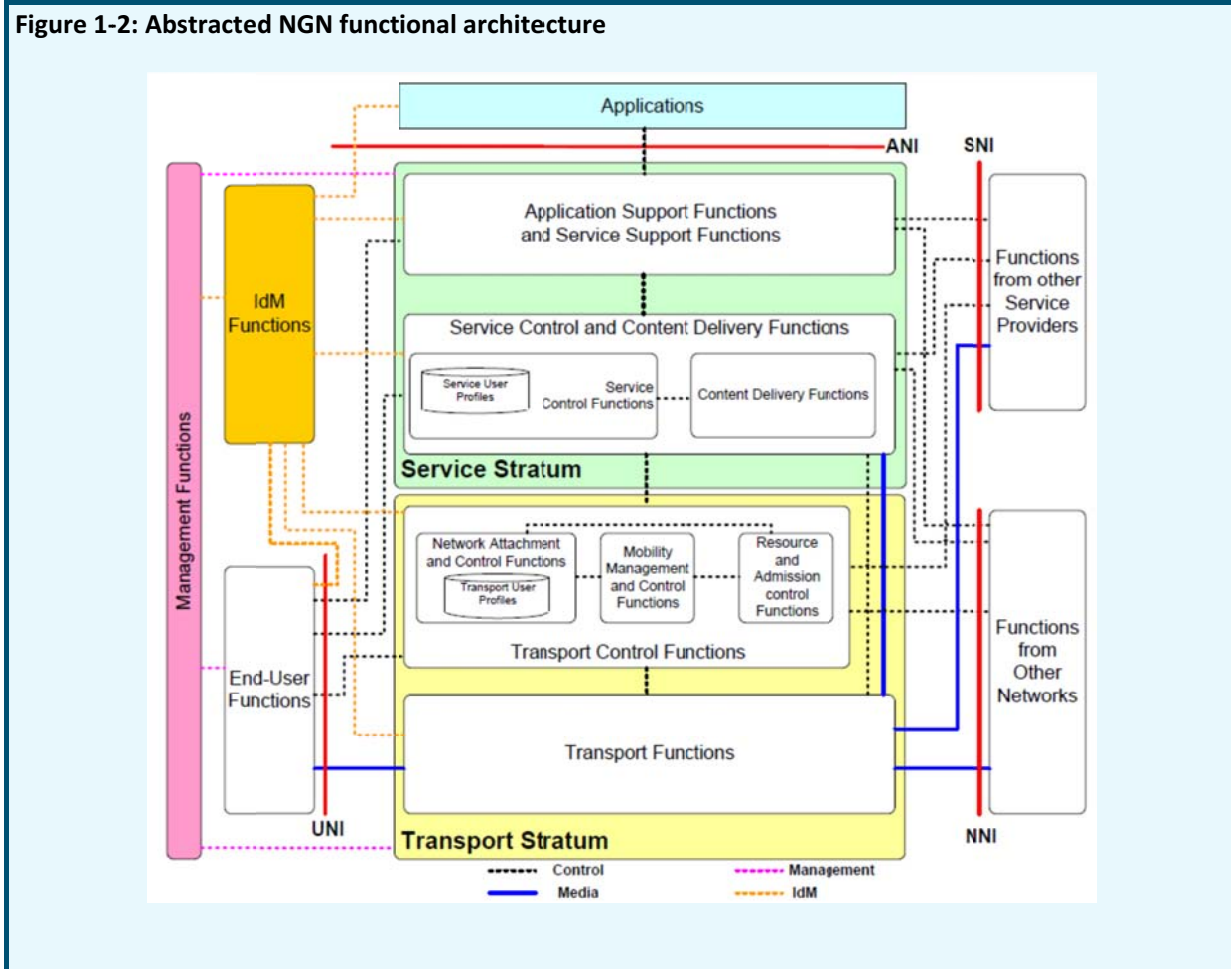 Figure 1-2: Abstracted NGN functional architecture
Applications
ANI
SNI
Management Functions
IdM
Functions
Application Support Functions
and Service Support Functions
Functions
from other
Service
Providers
Service Control and Content Delivery Functions
Service User
Profiles
Service
Control Functions
Content Delivery Functions
Service Stratum
Network Attachment
and Control Functions
Transport User
Profiles
Mobility
Management
and Control
Functions
Resource
and
Admission
control
Functions
Transport Control Functions
End-User
Functions
Functions
from
Other
Networks
Transport Functions
UNI
Transport Stratum
NNI
Control
Management
Media
IdM